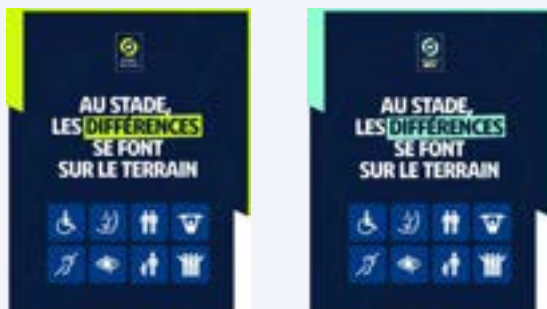 AU STADE,
LES DIFFÉRENCES
SE FONT
SUR LE TERRAIN
AU STADE,
LES DIFFÉRENCES
SE FONT
SUR LE TERRAIN